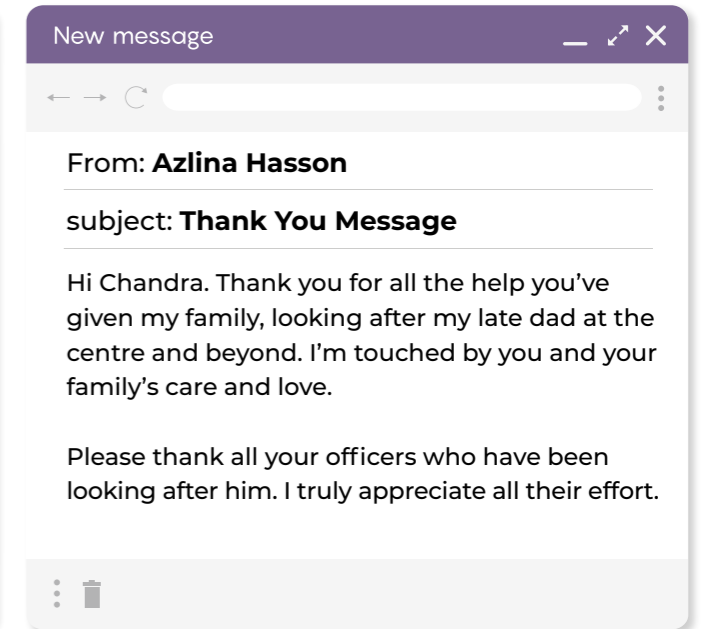 New message
From: Azlina Hasson
subject: Thank You Message
Hi Chandra. Thank you for all the help you’ve
given my family, looking after my late dad at the
centre and beyond. I’m touched by you and your
family’s care and love.
Please thank all your officers who have been
looking after him. I truly appreciate all their effort.